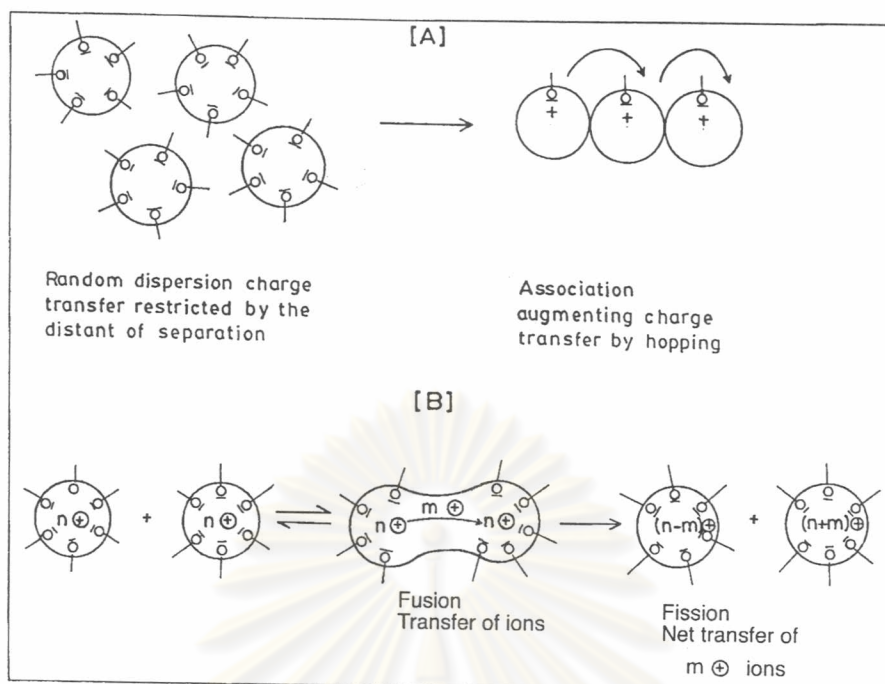 [A]
+ + +
Random dispersion charge
transfer restricted by the
distant of separation
Association
augmenting charge
transfer by hopping
[B]
n ⊕ + n ⊕ n ⊕ m ⊕ n ⊕ (n-m) ⊕ + (n+m) ⊕
Fusion
Transfer of ions
Fission
Net transfer of
m ⊕ ions